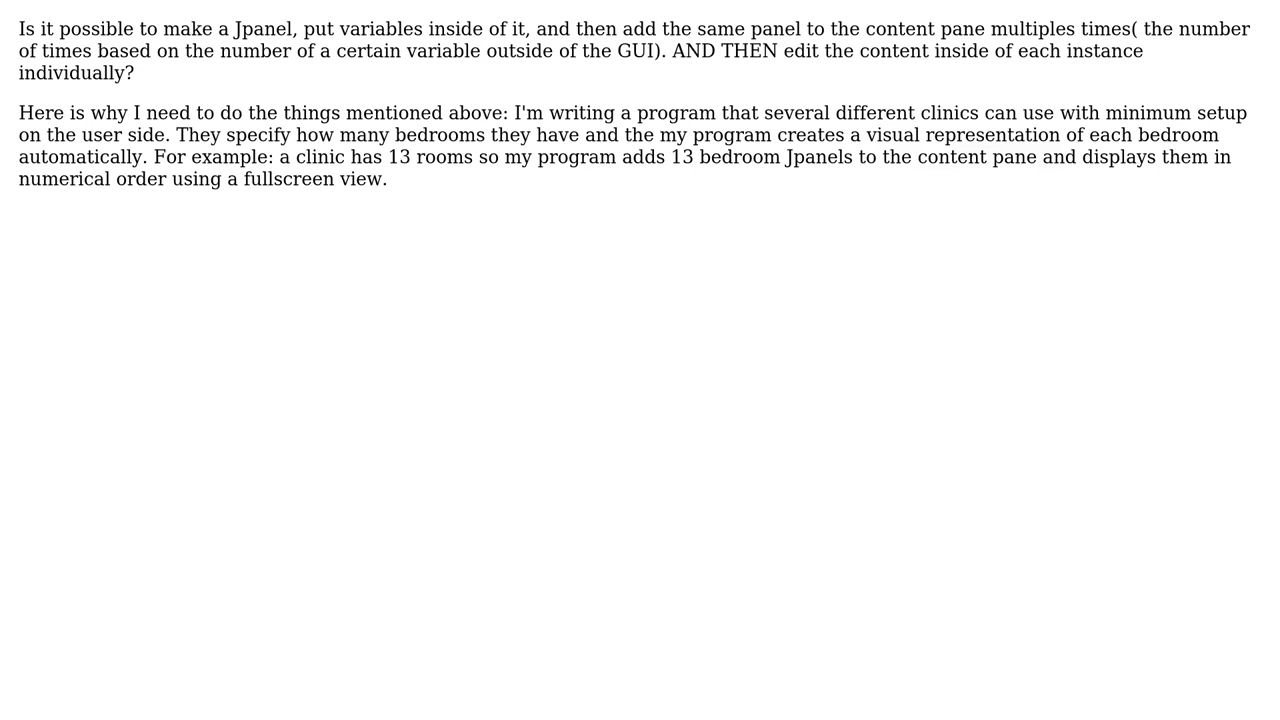 Is it possible to make a Jpanel, put variables inside of it, and then add the same panel to the content pane multiples times( the number
of times based on the number of a certain variable outside of the GUI). AND THEN edit the content inside of each instance
individually?
Here is why I need to do the things mentioned above: I'm writing a program that several different clinics can use with minimum setup
on the user side. They specify how many bedrooms they have and the my program creates a visual representation of each bedroom
automatically. For example: a clinic has 13 rooms so my program adds 13 bedroom Jpanels to the content pane and displays them in
numerical order using a fullscreen view.